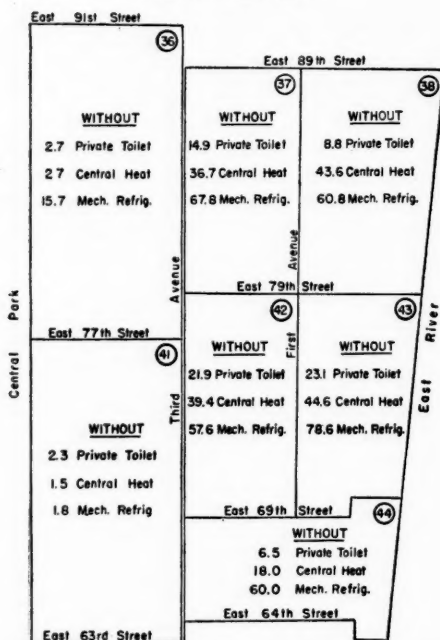 East 91st Street
36
WITHOUT
2.7 Private Toilet
2.7 Central Heat
15.7 Mech. Refrig.
East 89th Street
37
WITHOUT
14.9 Private Toilet
36.7 Central Heat
67.8 Mech. Refrig.
38
WITHOUT
8.8 Private Toilet
43.6 Central Heat
60.8 Mech. Refrig.
Central Park
Third Avenue
First Avenue
East River
East 79th Street
East 77th Street
41
WITHOUT
2.3 Private Toilet
1.5 Central Heat
1.8 Mech. Refrig
42
WITHOUT
21.9 Private Toilet
39.4 Central Heat
57.6 Mech. Refrig.
43
WITHOUT
23.1 Private Toilet
44.6 Central Heat
78.6 Mech. Refrig.
East 69th Street
44
WITHOUT
6.5 Private Toilet
18.0 Central Heat
60.0 Mech. Refrig.
East 64th Street
East 63rd Street